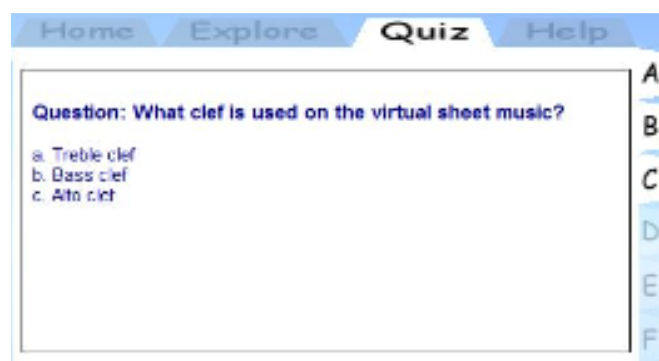 Home Explore Quiz Help
Question: What clef is used on the virtual sheet music?
a. Treble clef
b. Bass clef
c. Alto clef
A
B
C
D
E
F